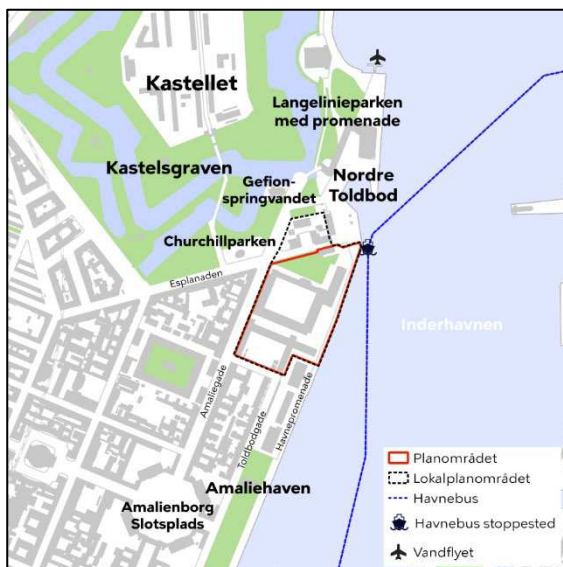 Kastellet
Langelinieparken
med promenade
Kastelsgraven
Nordre
Toldbod
Gefion-
springvandet
Churchillparken
Esplanaden
Inderhavnen
Amaliegade
Toldbodgade
Havnepromenade
Amaliehaven
Amalienborg
Slotsplads
Planområdet
Lokalplanområdet
Havnebus
Havnebus stoppested
Vandflyet